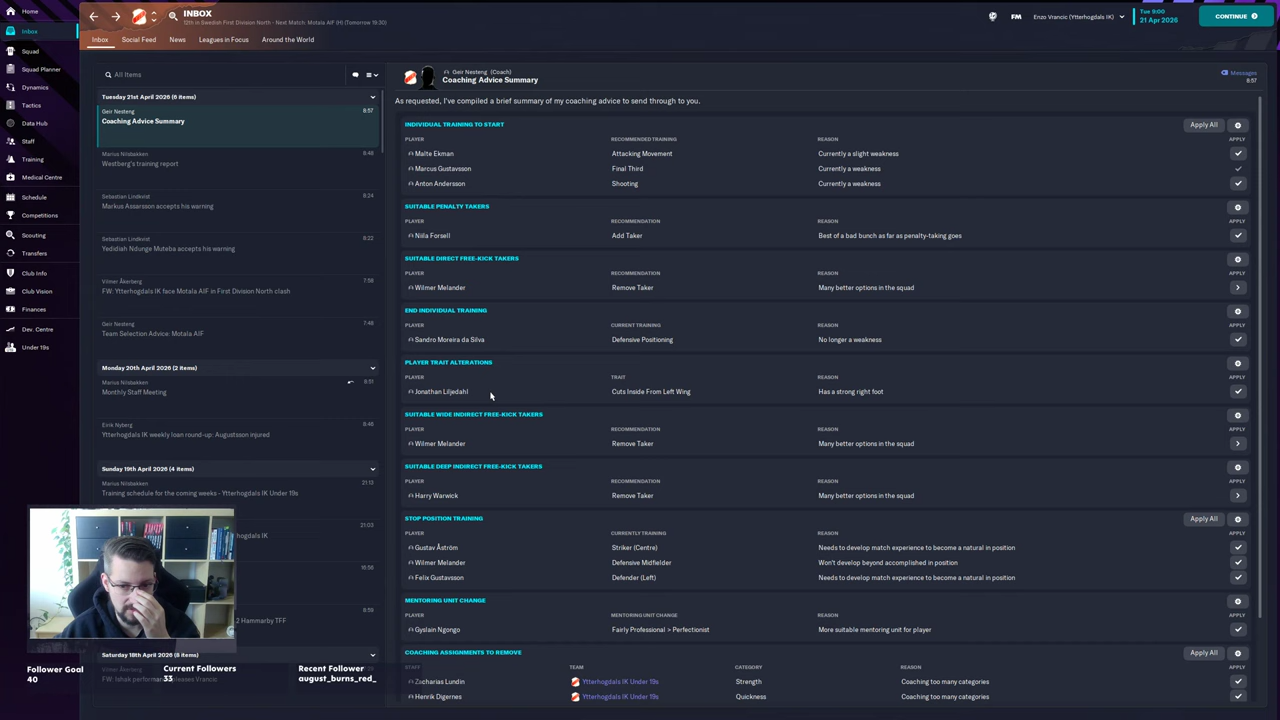 Home
Inbox
Squad
Squad Planner
Dynamics
Tactics
Data Hub
Staff
Training
Medical Centre
Schedule
Competitions
Scouting
Transfers
Club Info
Club Vision
Finances
Dev. Centre
Under 19s
INBOX
12th in Swedish First Division North - Next Match: Motala AIF (H) (Tomorrow 19:30)
FM
Enzo Vrancic (Ytterhogdals IK)
Tue 9:00
21 Apr 2026
CONTINUE
Inbox Social Feed News Leagues in Focus Around the World
All Items
Tuesday 21st April 2026 (6 items)
Geir Nesteng 8:57
Coaching Advice Summary
Marius Nilsbakken 8:48
Westberg's training report
Sebastian Lindkvist 8:24
Markus Assarsson accepts his warning
Sebastian Lindkvist 8:22
Yedidiah Ndunge Muteba accepts his warning
Vilmer Åkerberg 7:58
FW: Ytterhogdals IK face Motala AIF in First Division North clash
Geir Nesteng 7:48
Team Selection Advice: Motala AIF
Monday 20th April 2026 (2 items)
Marius Nilsbakken 8:51
Monthly Staff Meeting
Eirik Nyberg 8:46
Ytterhogdals IK weekly loan round-up: Augustsson injured
Sunday 19th April 2026 (4 items)
Marius Nilsbakken 21:13
Training schedule for the coming weeks - Ytterhogdals IK Under 19s
21:03
16:56
8:59
2 Hammarby TFF
Saturday 18th April 2026 (8 items)
Follower Goal
40
Current Followers
33
Recent Follower
august_burns_red_
Geir Nesteng (Coach)
Coaching Advice Summary
Messages
8:57
As requested, I've compiled a brief summary of my coaching advice to send through to you.
INDIVIDUAL TRAINING TO START Apply All
PLAYER RECOMMENDED TRAINING REASON APPLY
Malte Ekman Attacking Movement Currently a slight weakness
Marcus Gustavsson Final Third Currently a weakness
Anton Andersson Shooting Currently a weakness
SUITABLE PENALTY TAKERS
PLAYER RECOMMENDATION REASON APPLY
Niila Forsell Add Taker Best of a bad bunch as far as penalty-taking goes
SUITABLE DIRECT FREE-KICK TAKERS
PLAYER RECOMMENDATION REASON APPLY
Wilmer Melander Remove Taker Many better options in the squad
END INDIVIDUAL TRAINING
PLAYER CURRENT TRAINING REASON APPLY
Sandro Moreira da Silva Defensive Positioning No longer a weakness
PLAYER TRAIT ALTERATIONS
PLAYER TRAIT REASON APPLY
Jonathan Liljedahl Cuts Inside From Left Wing Has a strong right foot
SUITABLE WIDE INDIRECT FREE-KICK TAKERS
PLAYER RECOMMENDATION REASON APPLY
Wilmer Melander Remove Taker Many better options in the squad
SUITABLE DEEP INDIRECT FREE-KICK TAKERS
PLAYER RECOMMENDATION REASON APPLY
Harry Warwick Remove Taker Many better options in the squad
STOP POSITION TRAINING Apply All
PLAYER CURRENTLY TRAINING REASON APPLY
Gustav Åström Striker (Centre) Needs to develop match experience to become a natural in position
Wilmer Melander Defensive Midfielder Won't develop beyond accomplished in position
Felix Gustavsson Defender (Left) Needs to develop match experience to become a natural in position
MENTORING UNIT CHANGE
PLAYER MENTORING UNIT CHANGE REASON APPLY
Gyslain Ngongo Fairly Professional > Perfectionist More suitable mentoring unit for player
COACHING ASSIGNMENTS TO REMOVE Apply All
STAFF TEAM CATEGORY REASON APPLY
Zacharias Lundin Ytterhogdals IK Under 19s Strength Coaching too many categories
Henrik Digernes Ytterhogdals IK Under 19s Quickness Coaching too many categories